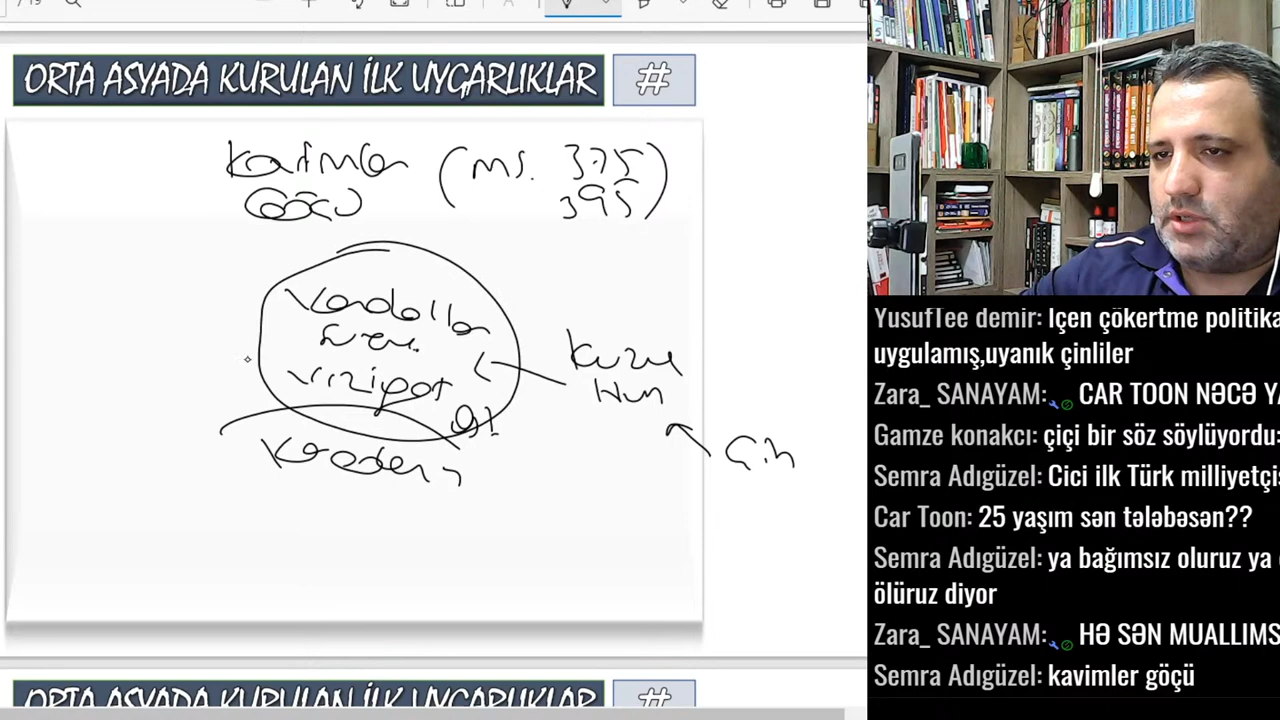 ORTA ASYADA KURULAN İLK UYGARLIKLAR #
Kavimler (ms. 375
Göçü 395)
Vandallar
Vizigot
Kuzey
Hun
Çin
Karadeniz
YusufTee demir: İçen çökertme politika
uygulamış,uyanık çinliler
Zara_ SANAYAM: CAR TOON NƏCƏ YA
Gamze konakcı: çiçi bir söz söylüyordu:
Semra Adıgüzel: Cici ilk Türk milliyetçis
Car Toon: 25 yaşım sən tələbəsən??
Semra Adıgüzel: ya bağımsız oluruz ya
ölürüz diyor
Zara_ SANAYAM: HƏ SƏN MUALLIMS
Semra Adıgüzel: kavimler göçü
ORTA ASYADA KURULAN İLK UYGARLIKLAR #